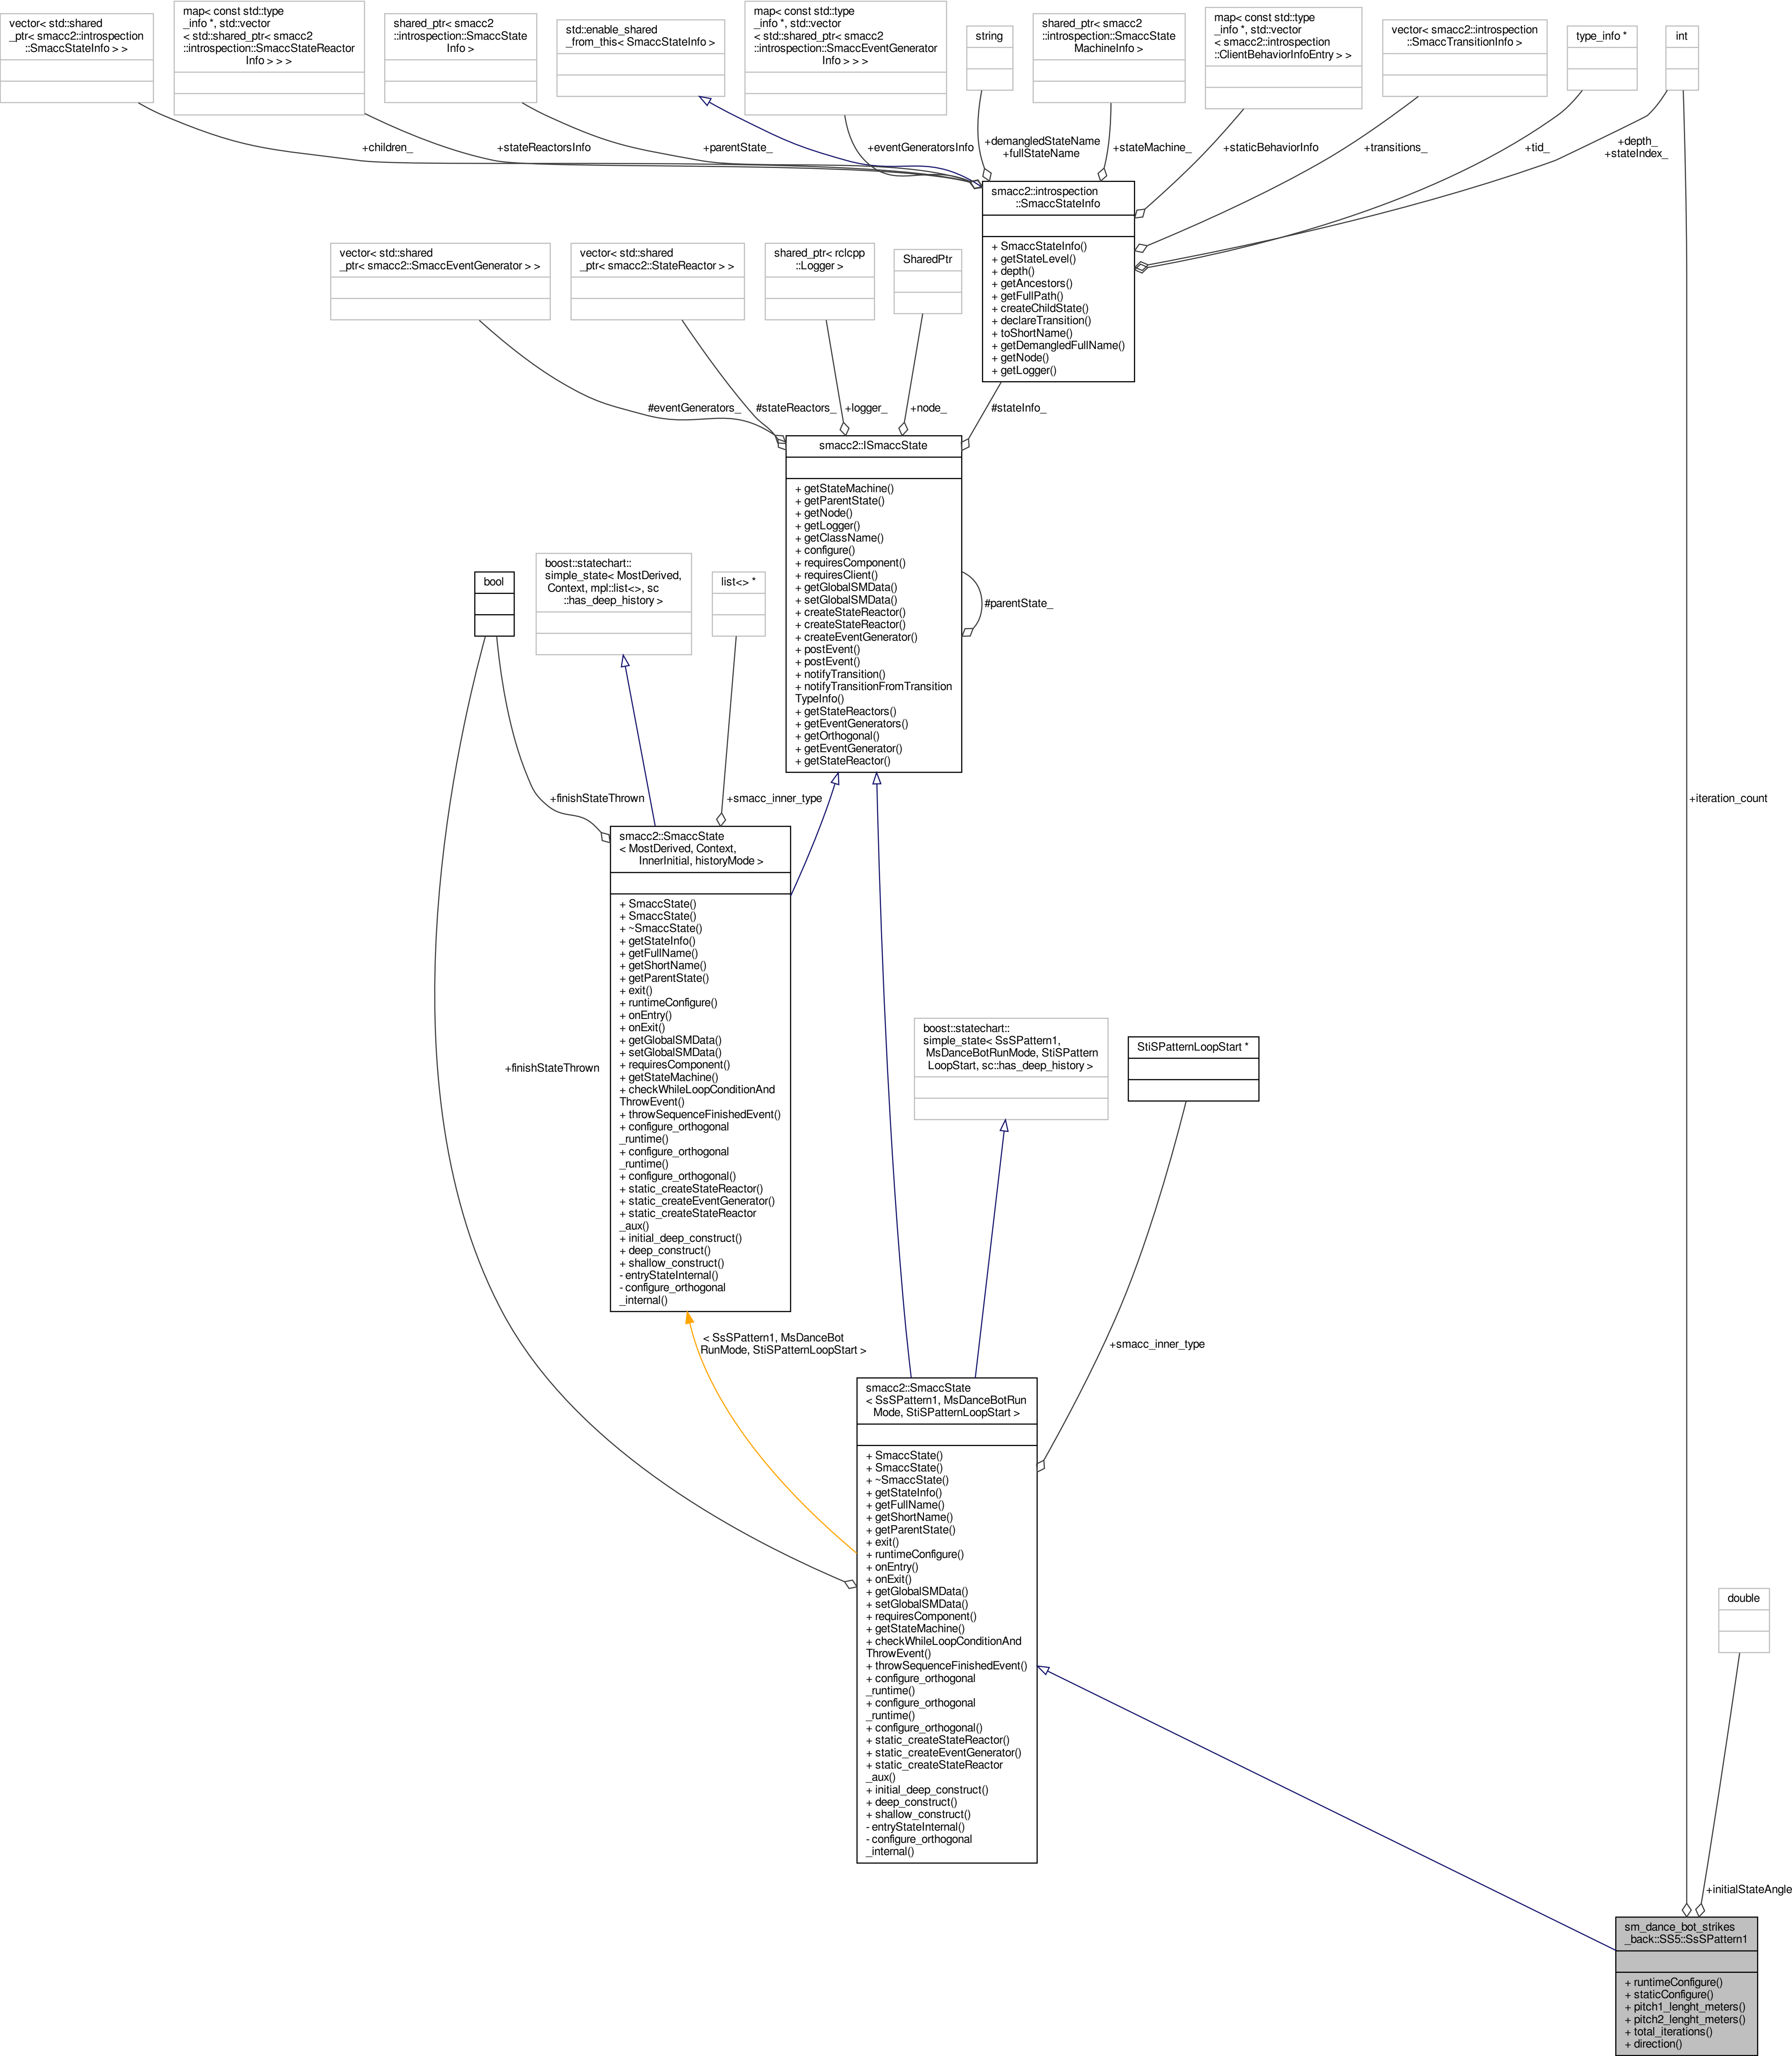 vector< std::shared
_ptr< smacc2::introspection
::SmaccStateInfo > >
map< const std::type
_info *, std::vector
< std::shared_ptr< smacc2
::introspection::SmaccStateReactor
Info > > >
shared_ptr< smacc2
::introspection::SmaccState
Info >
std::enable_shared
_from_this< SmaccStateInfo >
map< const std::type
_info *, std::vector
< std::shared_ptr< smacc2
::introspection::SmaccEventGenerator
Info > > >
string
shared_ptr< smacc2
::introspection::SmaccState
MachineInfo >
map< const std::type
_info *, std::vector
< smacc2::introspection
::ClientBehaviorInfoEntry > >
vector< smacc2::introspection
::SmaccTransitionInfo >
type_info *
int
+children_
+stateReactorsInfo
+parentState_
+eventGeneratorsInfo
+demangledStateName
+fullStateName
+stateMachine_
+staticBehaviorInfo
+transitions_
+tid_
+depth_
+stateIndex_
smacc2::introspection
::SmaccStateInfo
+ SmaccStateInfo()
+ getStateLevel()
+ depth()
+ getAncestors()
+ getFullPath()
+ createChildState()
+ declareTransition()
+ toShortName()
+ getDemangledFullName()
+ getNode()
+ getLogger()
vector< std::shared
_ptr< smacc2::SmaccEventGenerator > >
vector< std::shared
_ptr< smacc2::StateReactor > >
shared_ptr< rclcpp
::Logger >
SharedPtr
#eventGenerators_
#stateReactors_
+logger_
+node_
#stateInfo_
smacc2::ISmaccState
+ getStateMachine()
+ getParentState()
+ getNode()
+ getLogger()
+ getClassName()
+ configure()
+ requiresComponent()
+ requiresClient()
+ getGlobalSMData()
+ setGlobalSMData()
+ createStateReactor()
+ createStateReactor()
+ createEventGenerator()
+ postEvent()
+ postEvent()
+ notifyTransition()
+ notifyTransitionFromTransition
TypeInfo()
+ getStateReactors()
+ getEventGenerators()
+ getOrthogonal()
+ getEventGenerator()
+ getStateReactor()
#parentState_
bool
boost::statechart::
simple_state< MostDerived,
Context, mpl::list<>, sc
::has_deep_history >
list<> *
+finishStateThrown
+smacc_inner_type
+iteration_count
smacc2::SmaccState
< MostDerived, Context,
InnerInitial, historyMode >
+ SmaccState()
+ SmaccState()
+ ~SmaccState()
+ getStateInfo()
+ getFullName()
+ getShortName()
+ getParentState()
+ exit()
+ runtimeConfigure()
+ onEntry()
+ onExit()
+ getGlobalSMData()
+ setGlobalSMData()
+ requiresComponent()
+ getStateMachine()
+ checkWhileLoopConditionAnd
ThrowEvent()
+ throwSequenceFinishedEvent()
+ configure_orthogonal
_runtime()
+ configure_orthogonal
_runtime()
+ configure_orthogonal()
+ static_createStateReactor()
+ static_createEventGenerator()
+ static_createStateReactor
_aux()
+ initial_deep_construct()
+ deep_construct()
+ shallow_construct()
- entryStateInternal()
- configure_orthogonal
_internal()
+finishStateThrown
boost::statechart::
simple_state< SsSPattern1,
MsDanceBotRunMode, StiSPattern
LoopStart, sc::has_deep_history >
StiSPatternLoopStart *
< SsSPattern1, MsDanceBot
RunMode, StiSPatternLoopStart >
+smacc_inner_type
smacc2::SmaccState
< SsSPattern1, MsDanceBotRun
Mode, StiSPatternLoopStart >
+ SmaccState()
+ SmaccState()
+ ~SmaccState()
+ getStateInfo()
+ getFullName()
+ getShortName()
+ getParentState()
+ exit()
+ runtimeConfigure()
+ onEntry()
+ onExit()
+ getGlobalSMData()
+ setGlobalSMData()
+ requiresComponent()
+ getStateMachine()
+ checkWhileLoopConditionAnd
ThrowEvent()
+ throwSequenceFinishedEvent()
+ configure_orthogonal
_runtime()
+ configure_orthogonal
_runtime()
+ configure_orthogonal()
+ static_createStateReactor()
+ static_createEventGenerator()
+ static_createStateReactor
_aux()
+ initial_deep_construct()
+ deep_construct()
+ shallow_construct()
- entryStateInternal()
- configure_orthogonal
_internal()
double
+initialStateAngle
sm_dance_bot_strikes
_back::SS5::SsSPattern1
+ runtimeConfigure()
+ staticConfigure()
+ pitch1_lenght_meters()
+ pitch2_lenght_meters()
+ total_iterations()
+ direction()